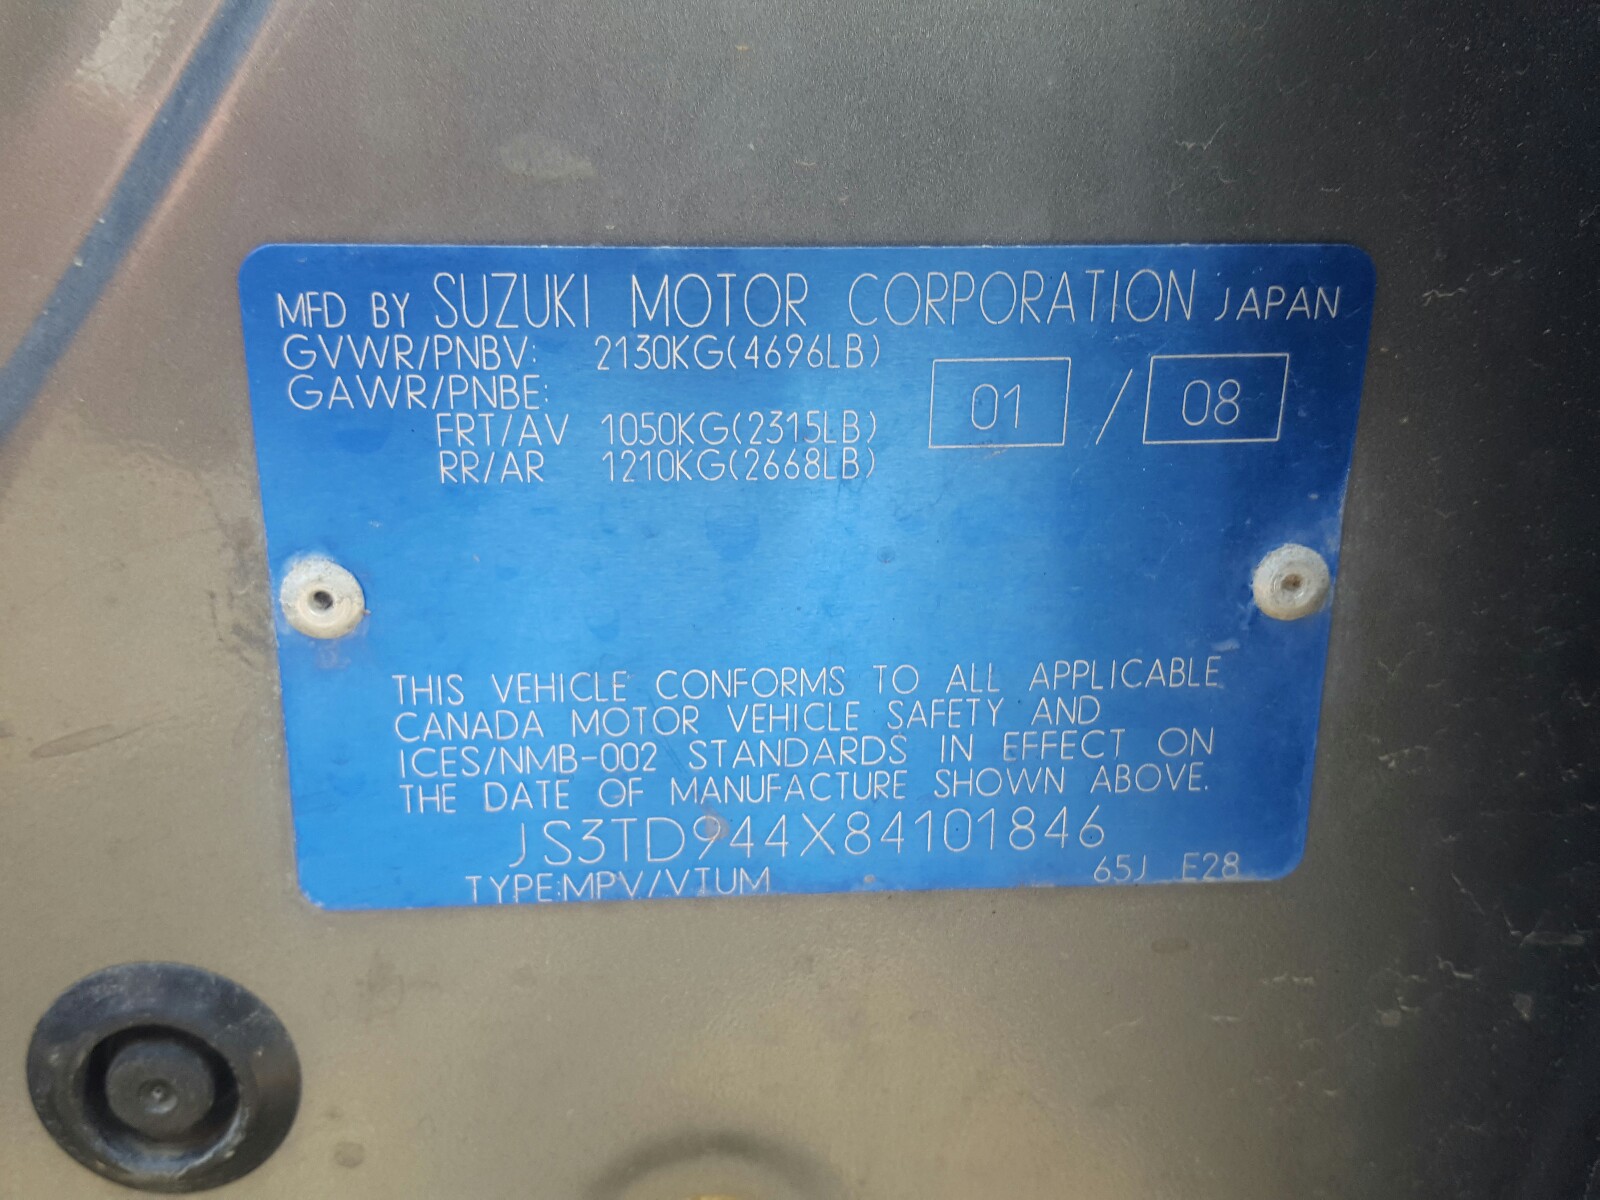 MFD BY SUZUKI MOTOR CORPORATION JAPAN
GVWR/PNBV: 2130KG(4696LB)
GAWR/PNBE:
01 / 08
FRT/AV 1050KG(2315LB)
RR/AR 1210KG(2668LB)
THIS VEHICLE CONFORMS TO ALL APPLICABLE
CANADA MOTOR VEHICLE SAFETY AND
ICES/NMB-002 STANDARDS IN EFFECT ON
THE DATE OF MANUFACTURE SHOWN ABOVE.
JS3TD944X84101846
TYPE:MPV/VTUM 65J E28